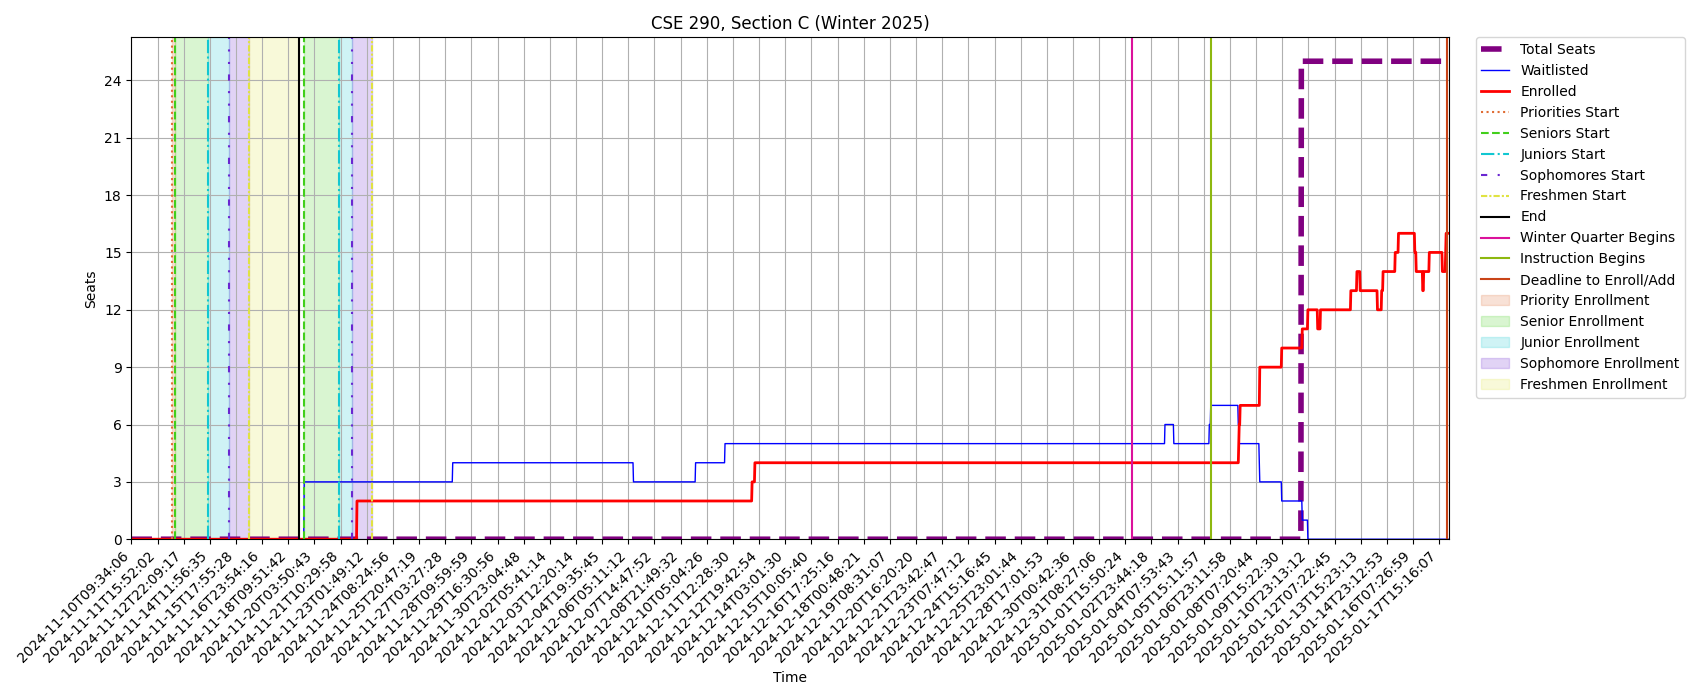 CSE 290, Section C (Winter 2025)
Seats
24
21
18
15
12
9
6
3
0
2024-11-10T09:34:06
2024-11-11T15:52:02
2024-11-12T22:09:17
2024-11-14T11:56:35
2024-11-15T17:55:28
2024-11-16T23:54:16
2024-11-18T09:51:42
2024-11-20T03:50:43
2024-11-21T10:29:58
2024-11-23T01:49:12
2024-11-24T08:24:56
2024-11-25T20:47:19
2024-11-27T03:27:28
2024-11-28T09:59:59
2024-11-29T16:30:56
2024-11-30T23:04:48
2024-12-02T05:41:14
2024-12-03T12:20:14
2024-12-04T19:35:45
2024-12-06T05:11:12
2024-12-07T14:47:52
2024-12-08T21:49:32
2024-12-10T05:04:26
2024-12-11T12:28:30
2024-12-12T19:42:54
2024-12-14T03:01:30
2024-12-15T10:05:40
2024-12-16T17:25:16
2024-12-18T00:48:21
2024-12-19T08:31:07
2024-12-20T16:20:20
2024-12-21T23:42:47
2024-12-23T07:47:12
2024-12-24T15:16:45
2024-12-25T23:01:44
2024-12-28T17:01:53
2024-12-30T00:42:36
2024-12-31T08:27:06
2025-01-01T15:50:24
2025-01-02T23:44:18
2025-01-04T07:53:43
2025-01-05T15:11:57
2025-01-06T23:11:58
2025-01-08T07:20:44
2025-01-09T15:22:30
2025-01-10T23:13:12
2025-01-12T07:22:45
2025-01-13T15:23:13
2025-01-14T23:12:53
2025-01-16T07:26:59
2025-01-17T15:16:07
Time
Total Seats
Waitlisted
Enrolled
Priorities Start
Seniors Start
Juniors Start
Sophomores Start
Freshmen Start
End
Winter Quarter Begins
Instruction Begins
Deadline to Enroll/Add
Priority Enrollment
Senior Enrollment
Junior Enrollment
Sophomore Enrollment
Freshmen Enrollment